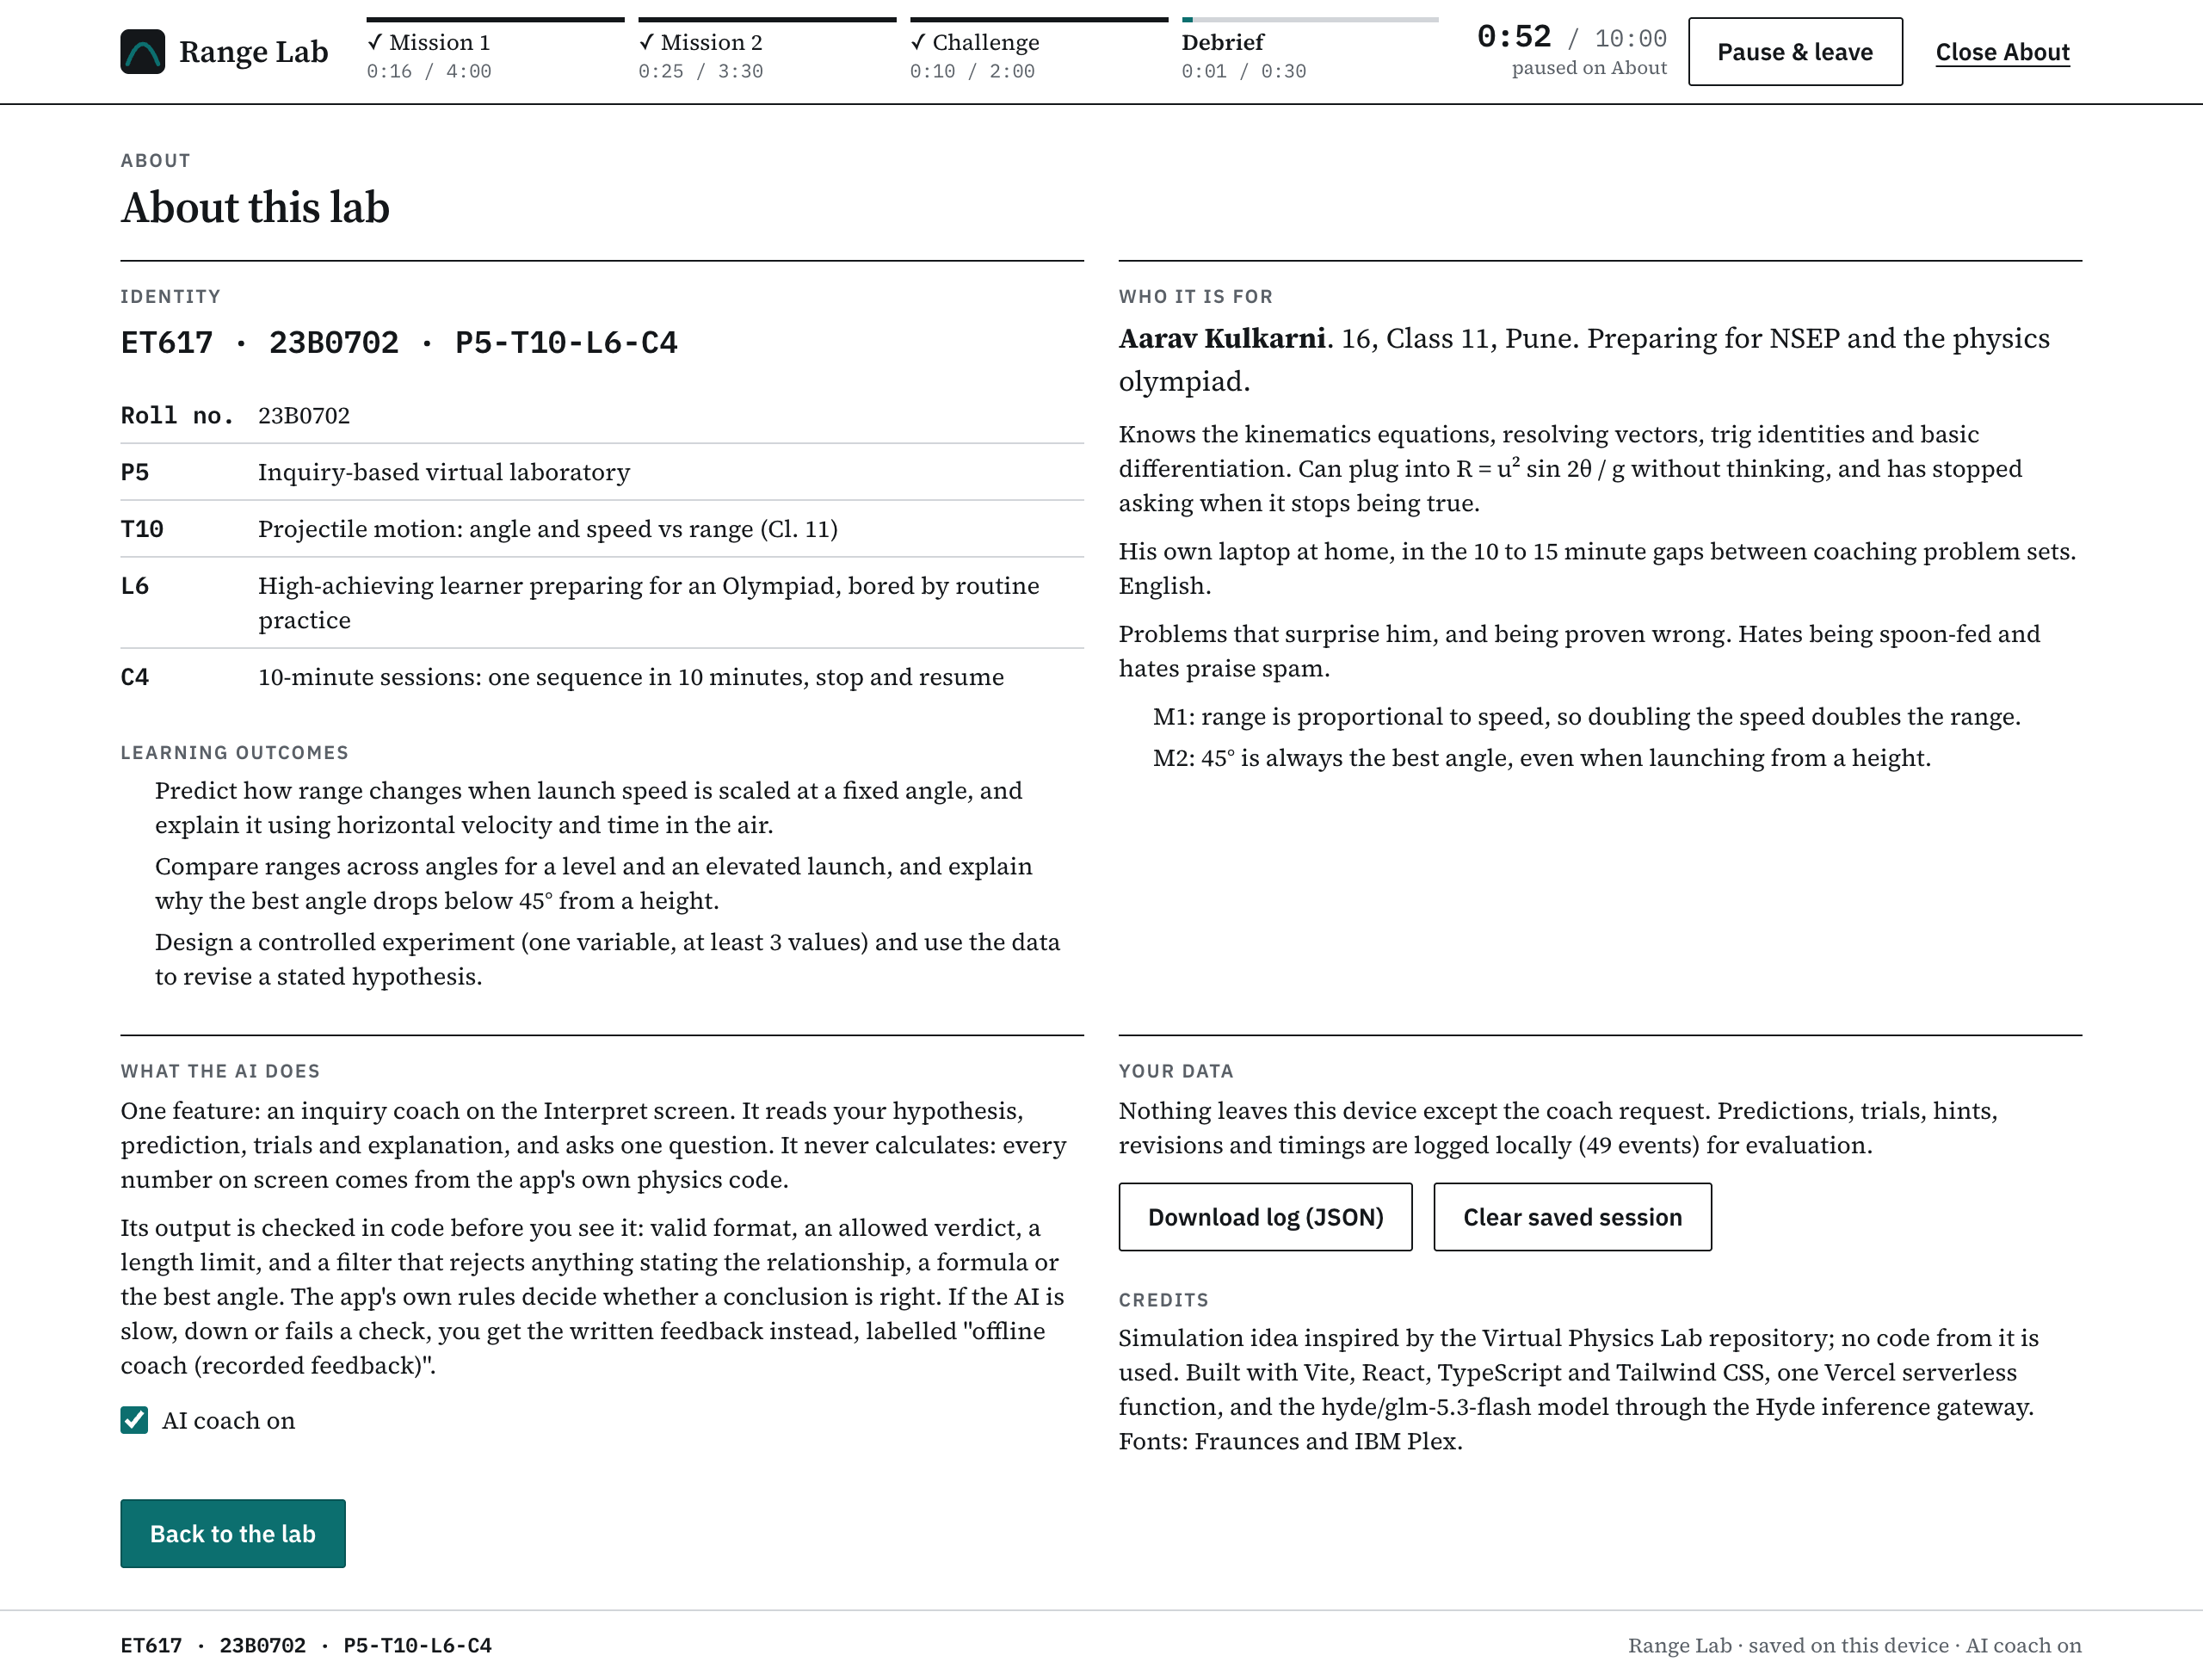 Range Lab
✓ Mission 1
0:16 / 4:00
✓ Mission 2
0:25 / 3:30
✓ Challenge
0:10 / 2:00
Debrief
0:01 / 0:30
0:52 / 10:00
paused on About
Pause & leave
Close About
ABOUT
About this lab
IDENTITY
ET617 · 23B0702 · P5-T10-L6-C4
Roll no. 23B0702
P5 Inquiry-based virtual laboratory
T10 Projectile motion: angle and speed vs range (Cl. 11)
L6 High-achieving learner preparing for an Olympiad, bored by routine
practice
C4 10-minute sessions: one sequence in 10 minutes, stop and resume
LEARNING OUTCOMES
Predict how range changes when launch speed is scaled at a fixed angle, and
explain it using horizontal velocity and time in the air.
Compare ranges across angles for a level and an elevated launch, and explain
why the best angle drops below 45° from a height.
Design a controlled experiment (one variable, at least 3 values) and use the data
to revise a stated hypothesis.
WHO IT IS FOR
Aarav Kulkarni. 16, Class 11, Pune. Preparing for NSEP and the physics
olympiad.
Knows the kinematics equations, resolving vectors, trig identities and basic
differentiation. Can plug into R = u² sin 2θ / g without thinking, and has stopped
asking when it stops being true.
His own laptop at home, in the 10 to 15 minute gaps between coaching problem sets.
English.
Problems that surprise him, and being proven wrong. Hates being spoon-fed and
hates praise spam.
M1: range is proportional to speed, so doubling the speed doubles the range.
M2: 45° is always the best angle, even when launching from a height.
WHAT THE AI DOES
One feature: an inquiry coach on the Interpret screen. It reads your hypothesis,
prediction, trials and explanation, and asks one question. It never calculates: every
number on screen comes from the app's own physics code.
Its output is checked in code before you see it: valid format, an allowed verdict, a
length limit, and a filter that rejects anything stating the relationship, a formula or
the best angle. The app's own rules decide whether a conclusion is right. If the AI is
slow, down or fails a check, you get the written feedback instead, labelled "offline
coach (recorded feedback)".
AI coach on
YOUR DATA
Nothing leaves this device except the coach request. Predictions, trials, hints,
revisions and timings are logged locally (49 events) for evaluation.
Download log (JSON)
Clear saved session
CREDITS
Simulation idea inspired by the Virtual Physics Lab repository; no code from it is
used. Built with Vite, React, TypeScript and Tailwind CSS, one Vercel serverless
function, and the hyde/glm-5.3-flash model through the Hyde inference gateway.
Fonts: Fraunces and IBM Plex.
Back to the lab
ET617 · 23B0702 · P5-T10-L6-C4
Range Lab · saved on this device · AI coach on